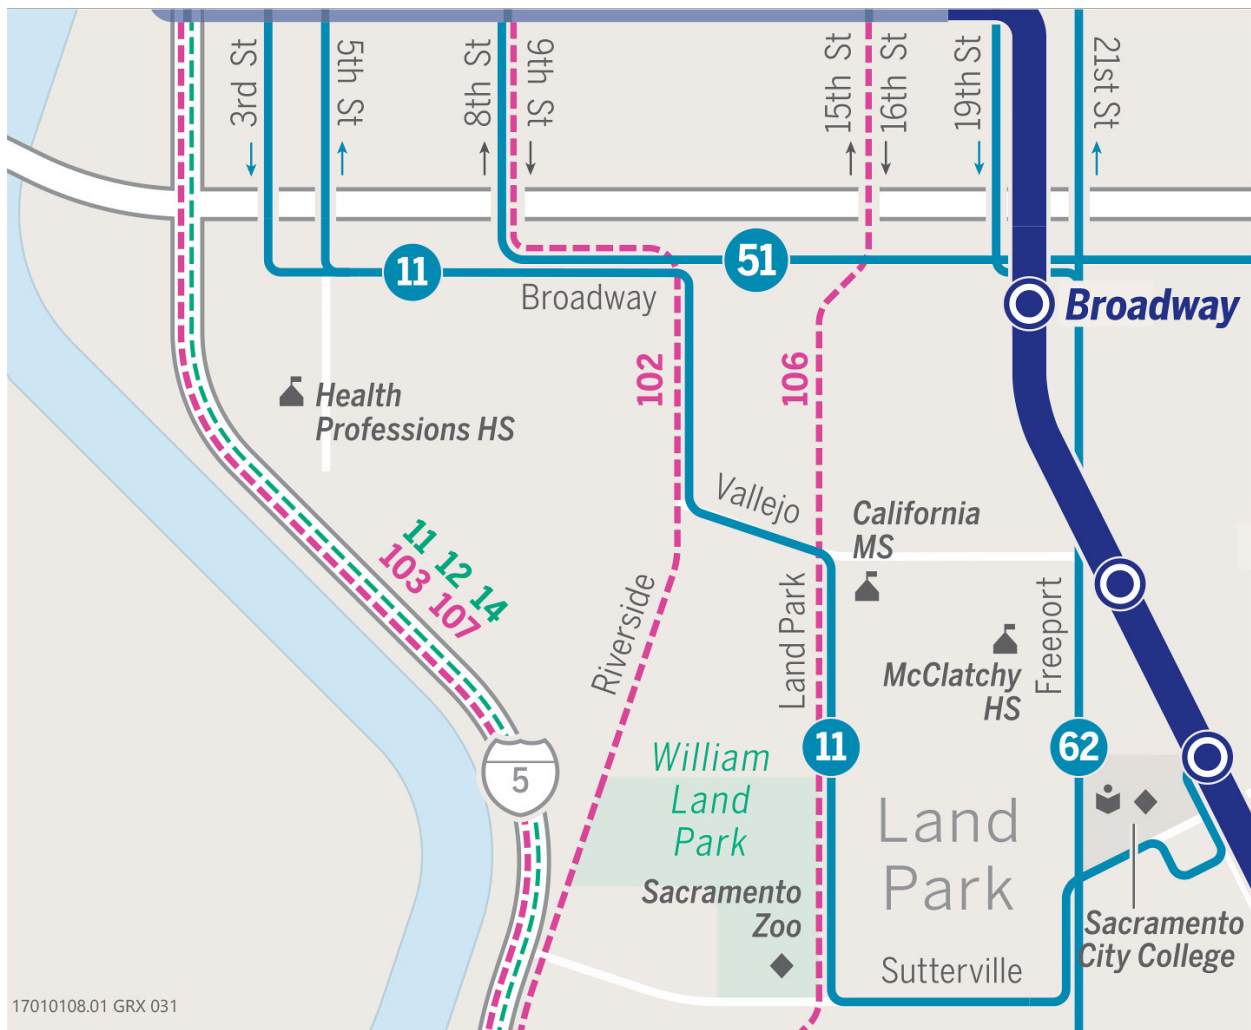 3rd St
5th St
8th St
9th St
15th St
16th St
19th St
21st St
11
51
Broadway
Broadway
102
106
Health
Professions HS
Vallejo
California
MS
11 12 14
103 107
Riverside
Land Park
Freeport
McClatchy
HS
William
Land
Park
11
62
5
Land
Park
Sacramento
Zoo
Sacramento
City College
Sutterville
17010108.01 GRX 031